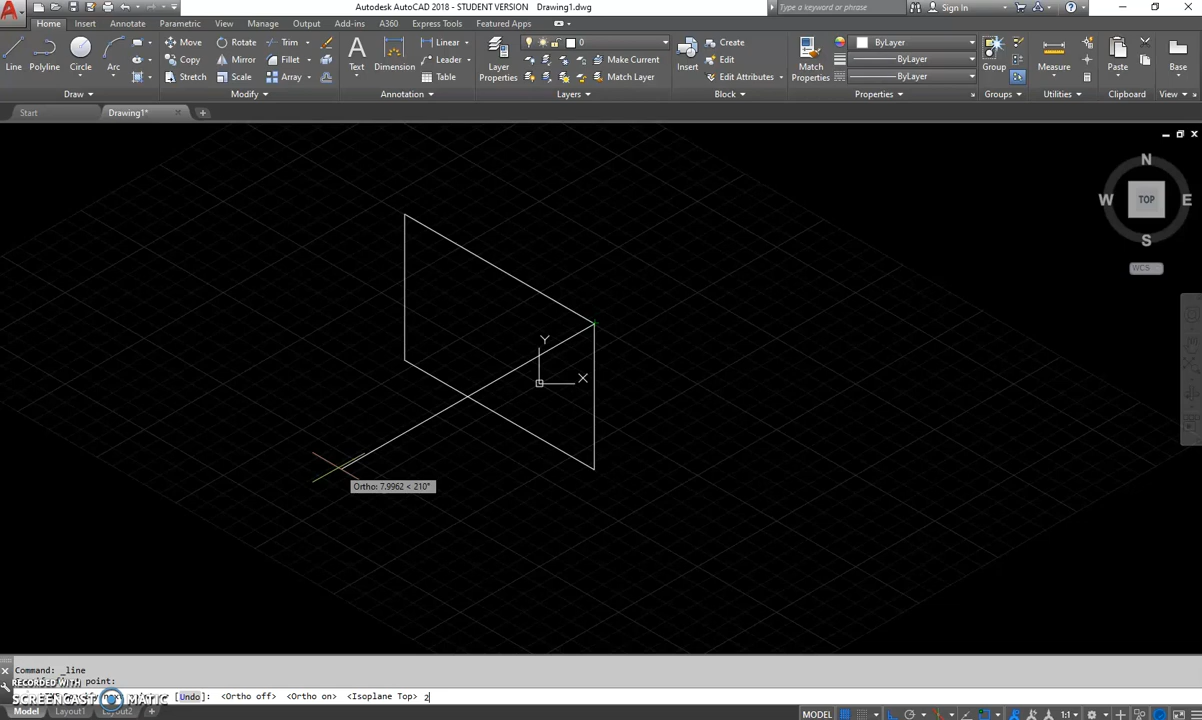 Autodesk AutoCAD 2018 - STUDENT VERSION Drawing1.dwg
Type a keyword or phrase
Sign In
Home Insert Annotate Parametric View Manage Output Add-ins A360 Express Tools Featured Apps
Line
Polyline
Circle
Arc
Draw
Move
Rotate
Trim
Copy
Mirror
Fillet
Stretch
Scale
Array
Modify
Text
Dimension
Linear
Leader
Table
Annotation
Layer
Properties
0
Make Current
Match Layer
Layers
Insert
Create
Edit
Edit Attributes
Block
Match
Properties
ByLayer
ByLayer
ByLayer
Properties
Group
Groups
Measure
Utilities
Paste
Clipboard
Base
View
Start
Drawing1*
N
W
TOP
E
S
WCS
Y
X
Ortho: 7.9962 < 210°
Command: _line
point:
RECORDED WITH
[Undo]: <Ortho off> <Ortho on> <Isoplane Top> 2
SCREENCAST MATIC
Model Layout1 Layout2
MODEL
1:1